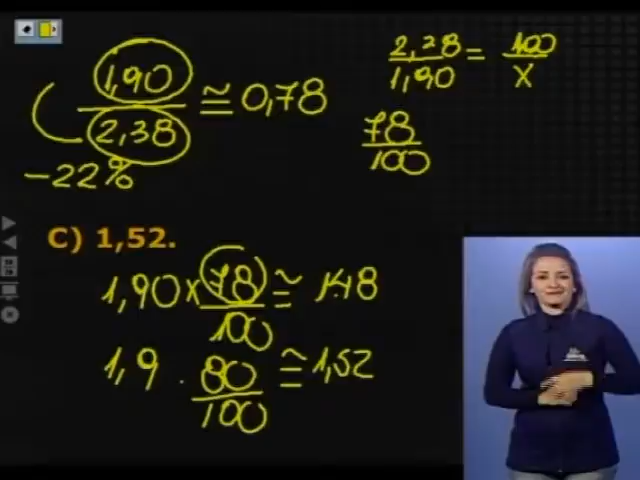 1,90
2,38
≅ 0,78
-22%
2,28 = 100
1,90 X
78
100
C) 1,52.
1,90 x 78 ≅ 1,48
100
1,9 . 80 ≅ 1,52
100